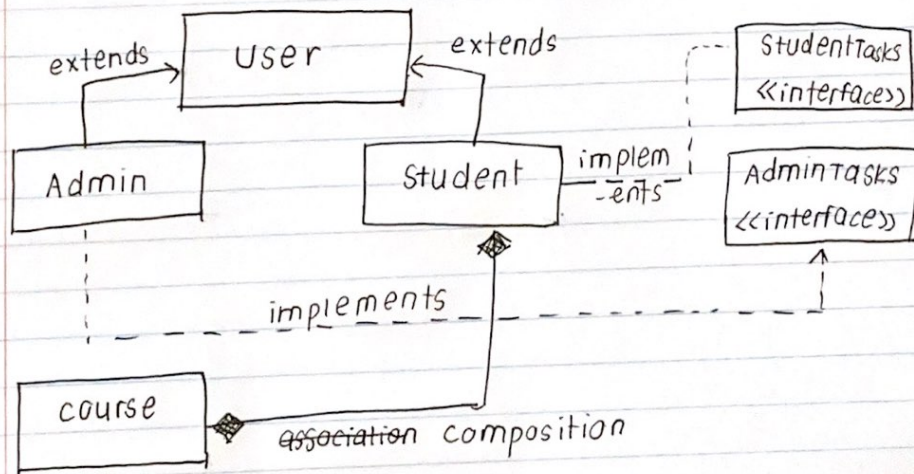 extends
User
extends
StudentTasks
<<interface>>
Admin
Student
implem
-ents
AdminTasks
<<interface>>
implements
course
association composition